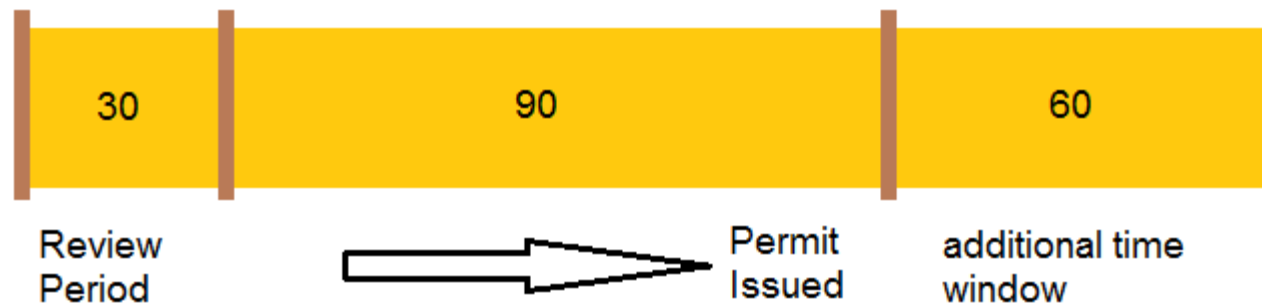 30
90
60
Review
Period
Permit
Issued
additional time
window